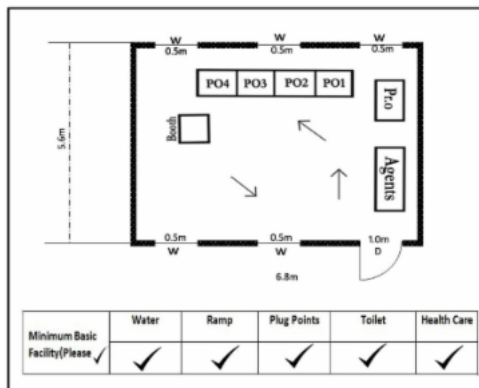 W W W
0.5m 0.5m 0.5m
PO4 PO3 PO2 PO1
Pr.o
Booth
5.6m
Agents
0.5m 0.5m 1.0m
W W D
6.8m
Water Ramp Plug Points Toilet Health Care
Minimum Basic
Facility(Please ✓ ✓ ✓ ✓ ✓ ✓